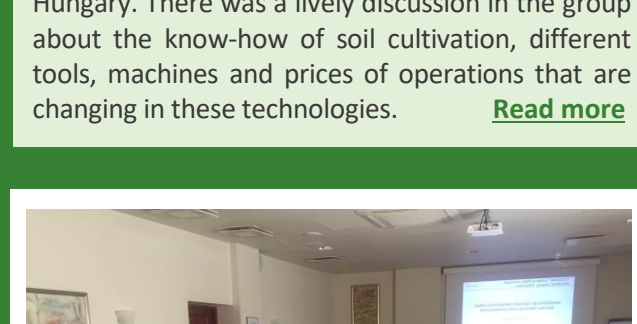 Hungary. There was a lively discussion in the group
about the know-how of soil cultivation, different
tools, machines and prices of operations that are
changing in these technologies. Read more